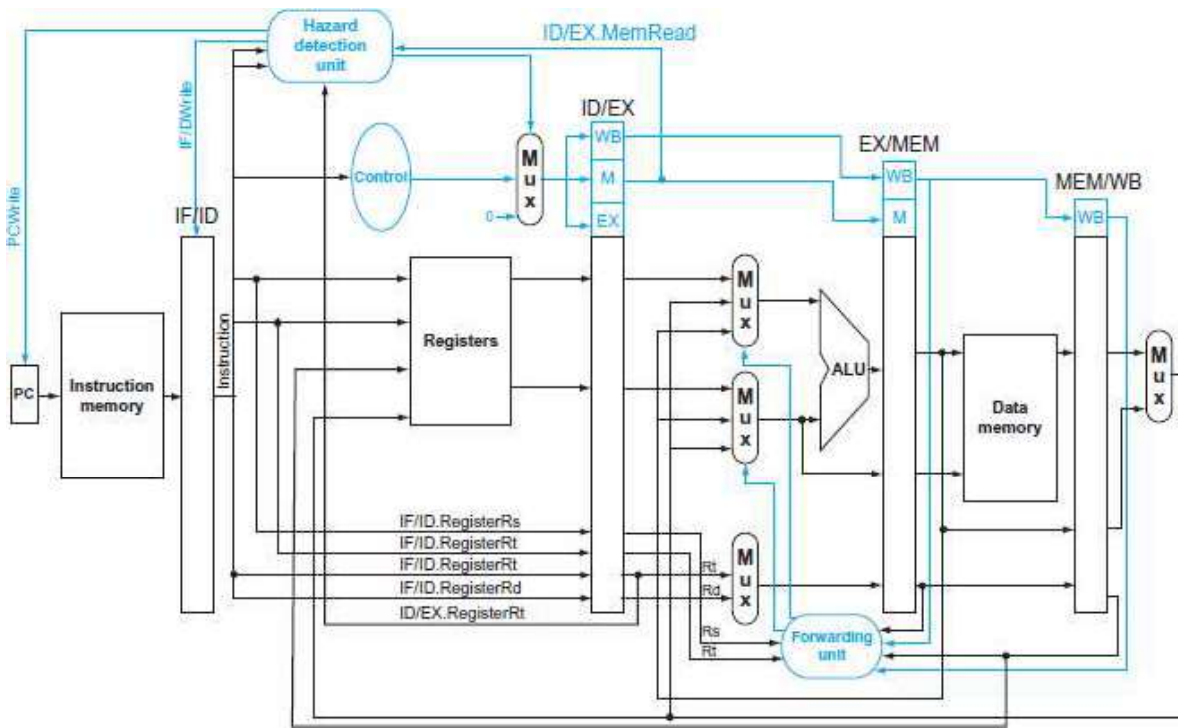 Hazard
detection
unit
ID/EX.MemRead
PCWrite
IF/DWrite
ID/EX
WB
M
EX
Control
0
M
u
x
EX/MEM
WB
M
MEM/WB
WB
IF/ID
Instruction
PC
Instruction
memory
Registers
M
u
x
M
u
x
ALU
Data
memory
M
u
x
IF/ID.RegisterRs
IF/ID.RegisterRt
IF/ID.RegisterRt
IF/ID.RegisterRd
ID/EX.RegisterRt
Rt
Rd
M
u
x
Rs
Rt
Forwarding
unit